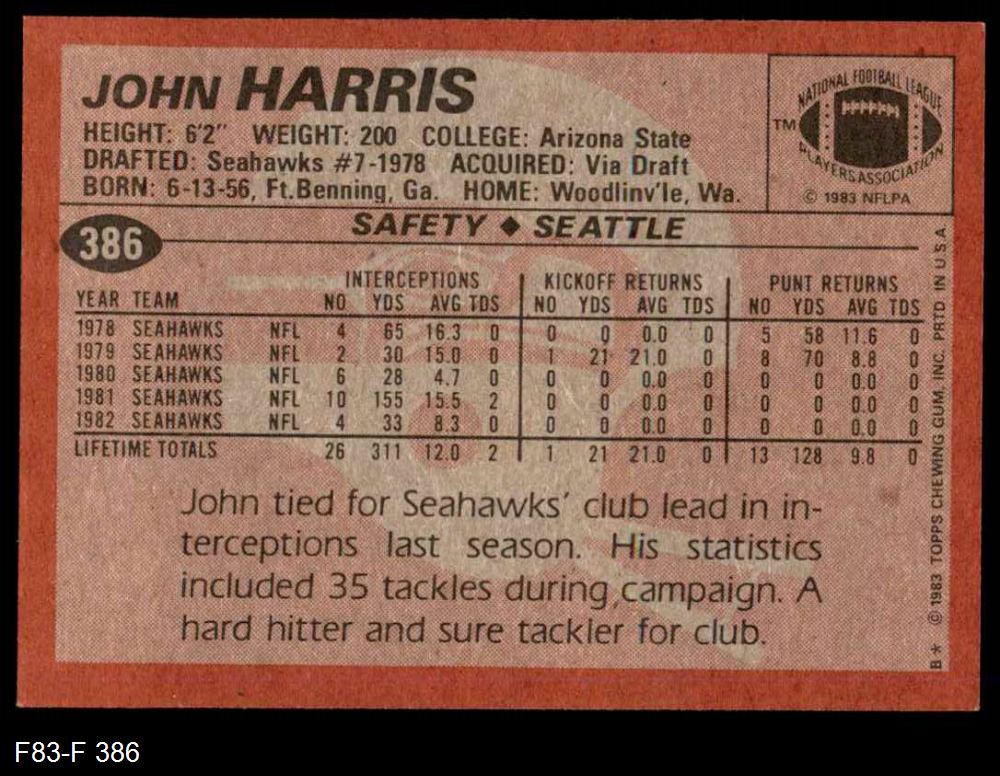 JOHN HARRIS
HEIGHT: 6'2" WEIGHT: 200 COLLEGE: Arizona State
DRAFTED: Seahawks #7-1978 ACQUIRED: Via Draft
BORN: 6-13-56, Ft.Benning, Ga. HOME: Woodlinv'le, Wa.
NATIONAL FOOTBALL LEAGUE
TM
PLAYERS ASSOCIATION
© 1983 NFLPA
386
SAFETY ◆ SEATTLE
INTERCEPTIONS KICKOFF RETURNS PUNT RETURNS
YEAR TEAM NO YDS AVG TDS NO YDS AVG TDS NO YDS AVG TDS
1978 SEAHAWKS NFL 4 65 16.3 0 0 0 0.0 0 5 58 11.6 0
1979 SEAHAWKS NFL 2 30 15.0 0 1 21 21.0 0 8 70 8.8 0
1980 SEAHAWKS NFL 6 28 4.7 0 0 0 0.0 0 0 0 0.0 0
1981 SEAHAWKS NFL 10 155 15.5 2 0 0 0.0 0 0 0 0.0 0
1982 SEAHAWKS NFL 4 33 8.3 0 0 0 0.0 0 0 0 0.0 0
LIFETIME TOTALS 26 311 12.0 2 1 21 21.0 0 13 128 9.8 0
John tied for Seahawks' club lead in in-
terceptions last season. His statistics
included 35 tackles during campaign. A
hard hitter and sure tackler for club.
B* © 1983 TOPPS CHEWING GUM, INC. PRTD IN U.S.A.
F83-F 386